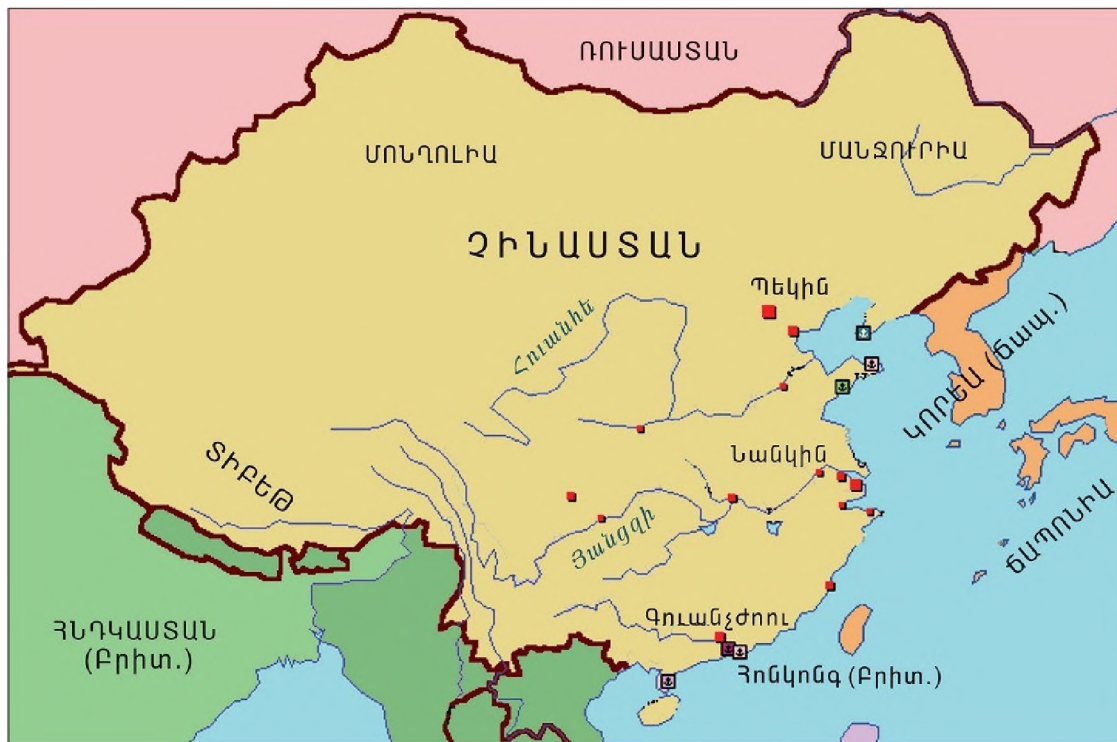 ՌՈՒՍԱՍՏԱՆ
ՄՈՆՂՈԼԻԱ
ՄԱՆՋՈՒՐԻԱ
ՉԻՆԱՍՏԱՆ
Պեկին
Հուանհե
ԿՈՐԵԱ (ճապ.)
ՏԻԲԵԹ
Նանկին
Յանցզի
ՃԱՊՈՆԻԱ
Գուանչժոու
ՀՆԴԿԱՍՏԱՆ
(Բրիտ.)
Հոնկոնգ (Բրիտ.)